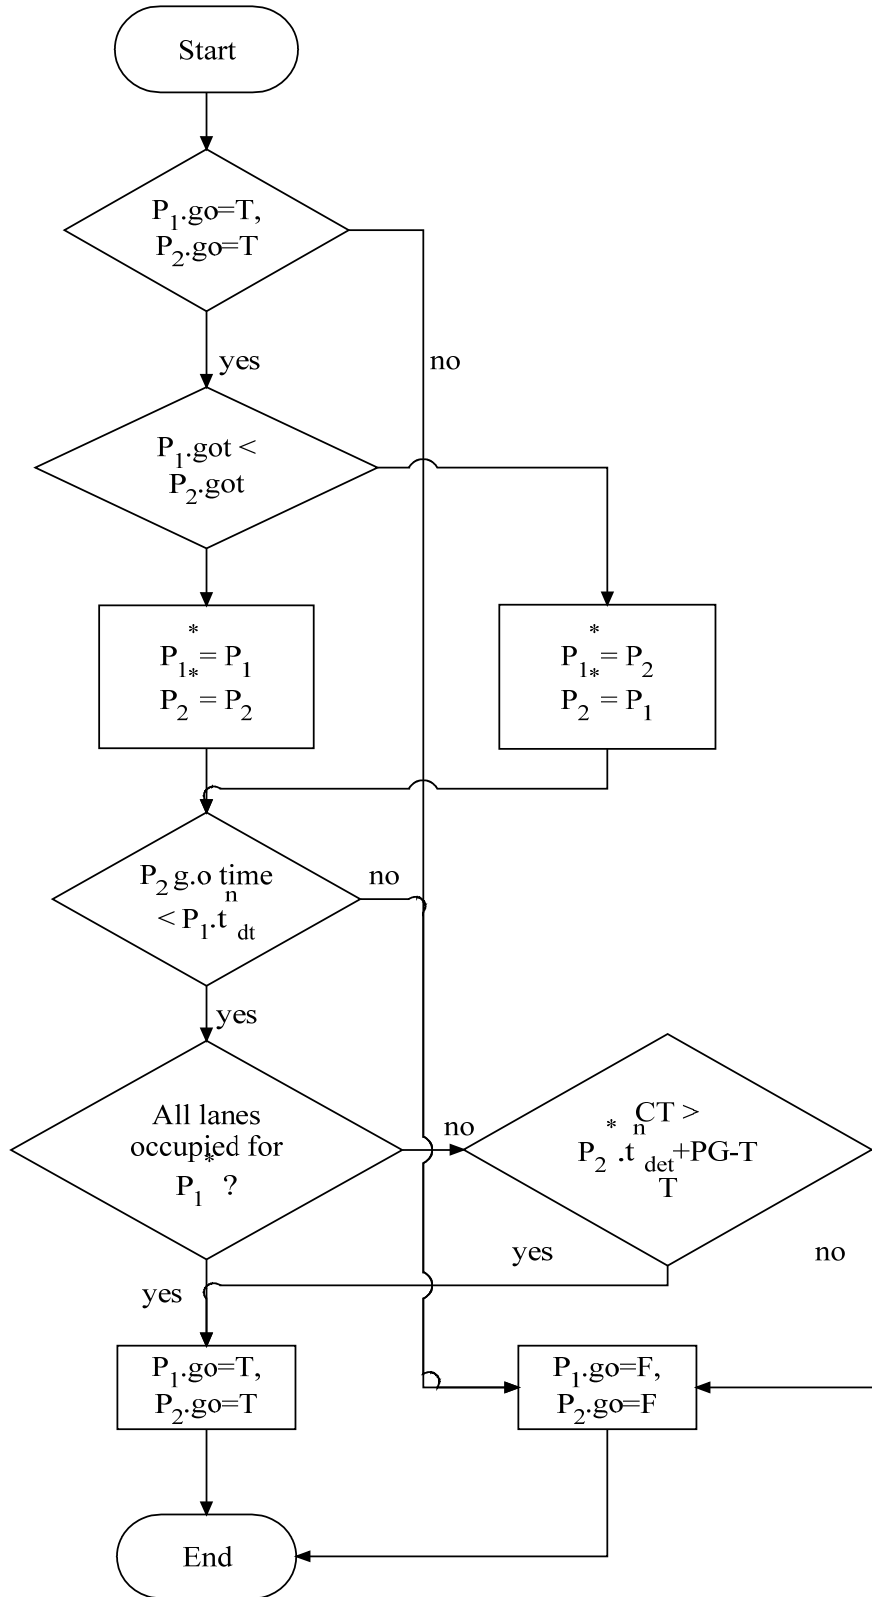 Start
P1.go=T,
P2.go=T
yes
no
P1.got <
P2.got
*
P1 = P1
*
P2 = P2
*
P1 = P2
*
P2 = P1
P2 g.o time
n
< P1.t dt
no
yes
All lanes
occupied for
*
P1 ?
no
CT >
* n
P2 .t det+PG-T
T
yes
no
yes
P1.go=T,
P2.go=T
P1.go=F,
P2.go=F
End